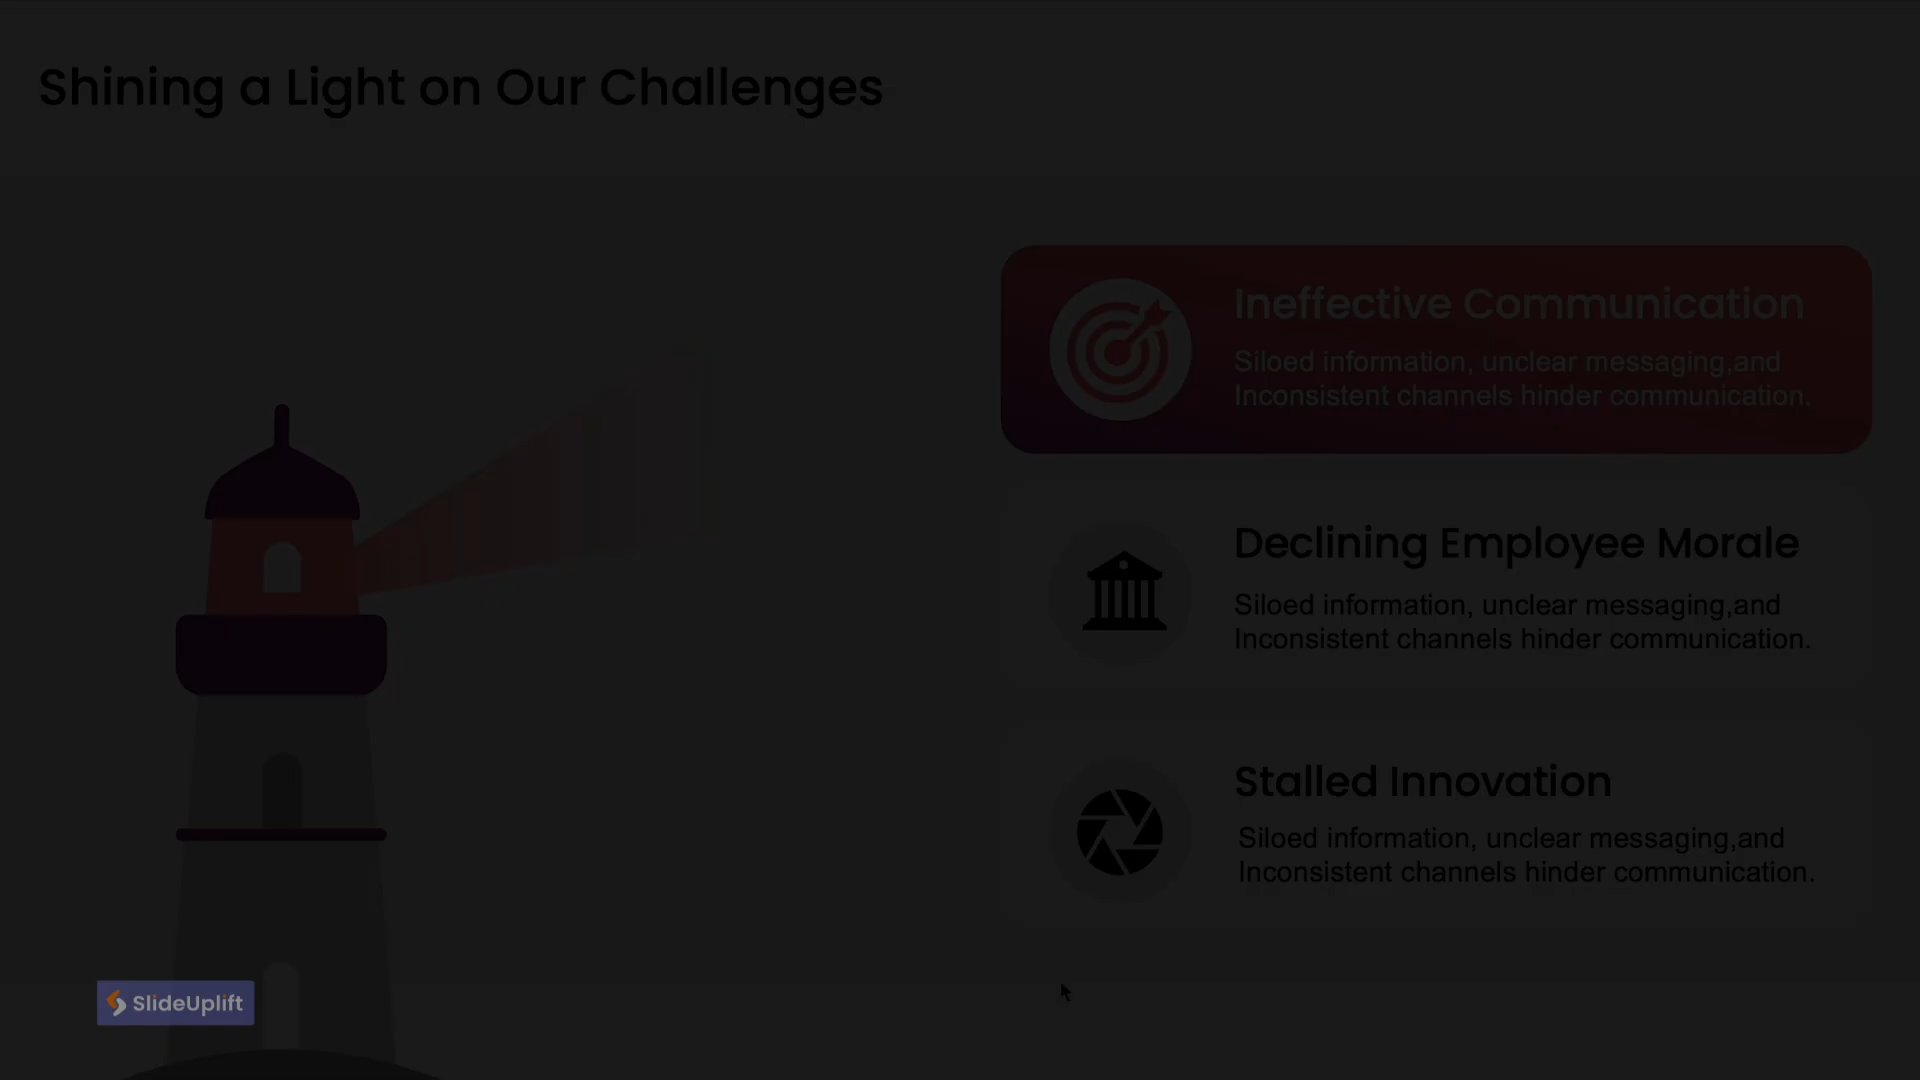 Shining a Light on Our Challenges
Ineffective Communication
Siloed information, unclear messaging,and
Inconsistent channels hinder communication.
Declining Employee Morale
Siloed information, unclear messaging,and
Inconsistent channels hinder communication.
Stalled Innovation
Siloed information, unclear messaging,and
Inconsistent channels hinder communication.
SlideUplift